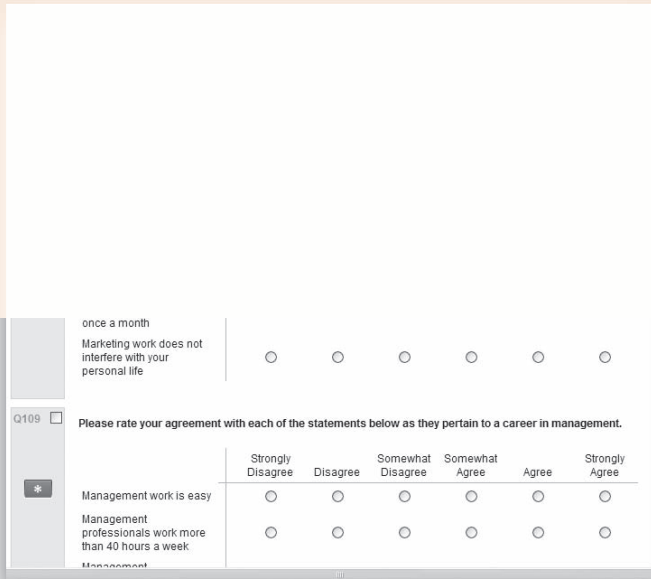 once a month
Marketing work does not
interfere with your
personal life
Q109
Please rate your agreement with each of the statements below as they pertain to a career in management.
Strongly Disagree Disagree Somewhat Disagree Somewhat Agree Agree Strongly Agree
Management work is easy
Management
professionals work more
than 40 hours a week
Management